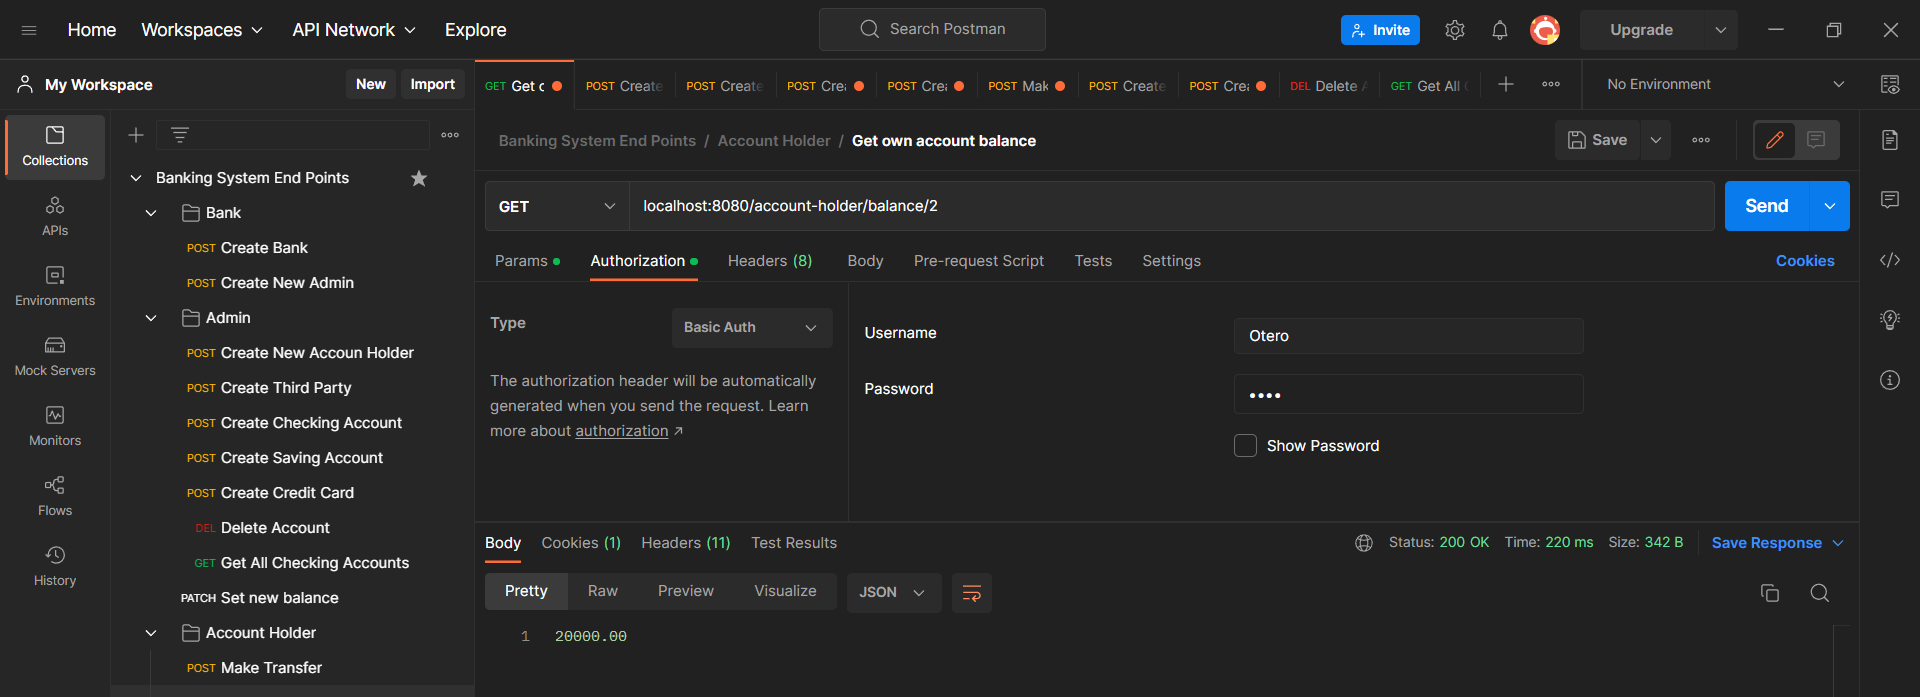 Home Workspaces API Network Explore Search Postman Invite Upgrade
My Workspace New Import
GET Get c POST Create POST Create POST Crea POST Crea POST Mak POST Create POST Crea DEL Delete A GET Get All No Environment
Collections
APIs
Environments
Mock Servers
Monitors
Flows
History
Banking System End Points
Bank
POST Create Bank
POST Create New Admin
Admin
POST Create New Accoun Holder
POST Create Third Party
POST Create Checking Account
POST Create Saving Account
POST Create Credit Card
DEL Delete Account
GET Get All Checking Accounts
PATCH Set new balance
Account Holder
POST Make Transfer
Banking System End Points / Account Holder / Get own account balance Save
GET localhost:8080/account-holder/balance/2 Send
Params Authorization Headers (8) Body Pre-request Script Tests Settings Cookies
Type Basic Auth
The authorization header will be automatically
generated when you send the request. Learn
more about authorization ↗
Username Otero
Password ••••
Show Password
Body Cookies (1) Headers (11) Test Results Status: 200 OK Time: 220 ms Size: 342 B Save Response
Pretty Raw Preview Visualize JSON
1 20000.00